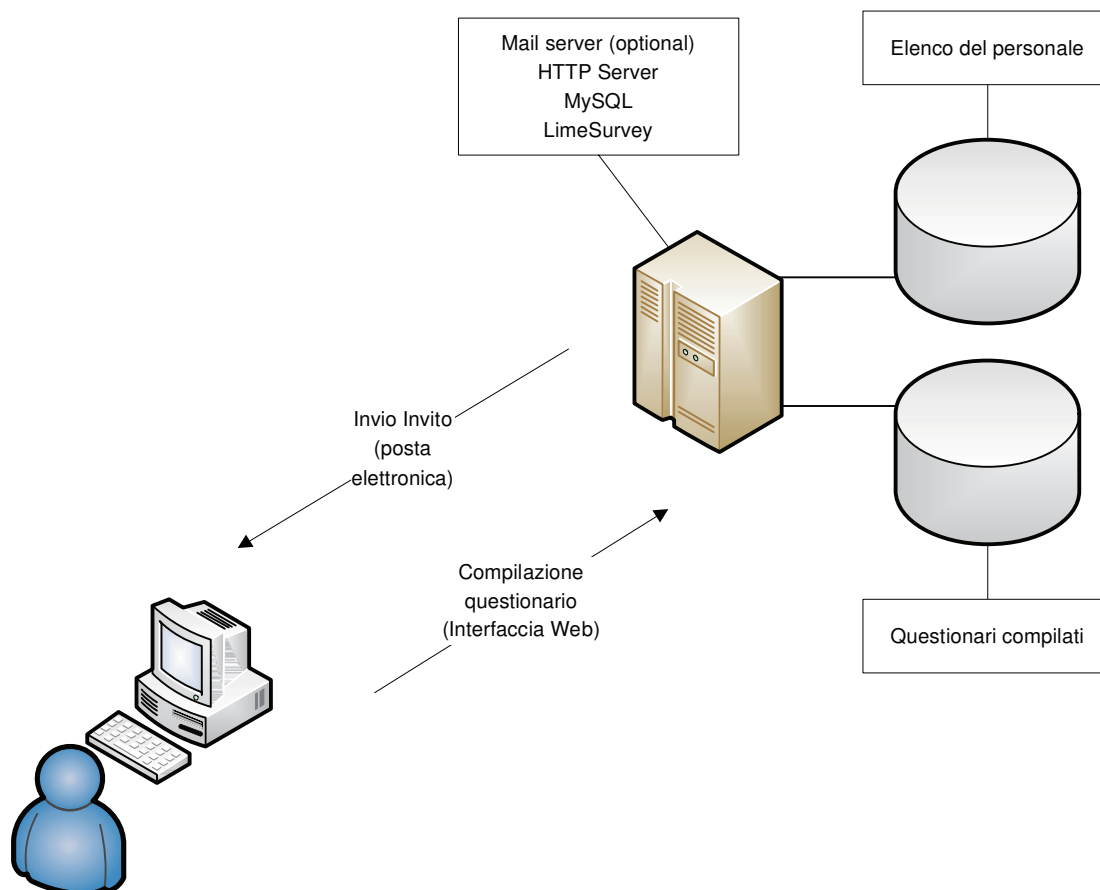 Mail server (optional)
HTTP Server
MySQL
LimeSurvey
Elenco del personale
Invio Invito
(posta
elettronica)
Compilazione
questionario
(Interfaccia Web)
Questionari compilati